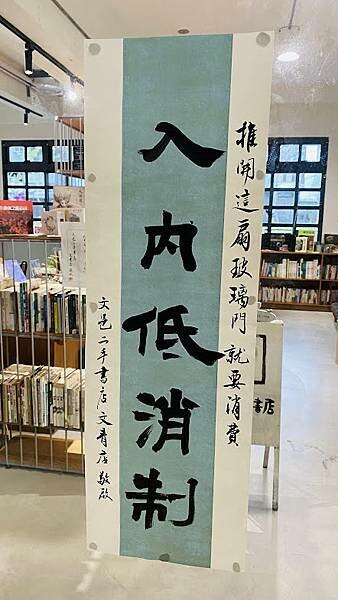 推開這扇玻璃門就要消費
入內低消制
文邑二手書店文青店敬啟
書店